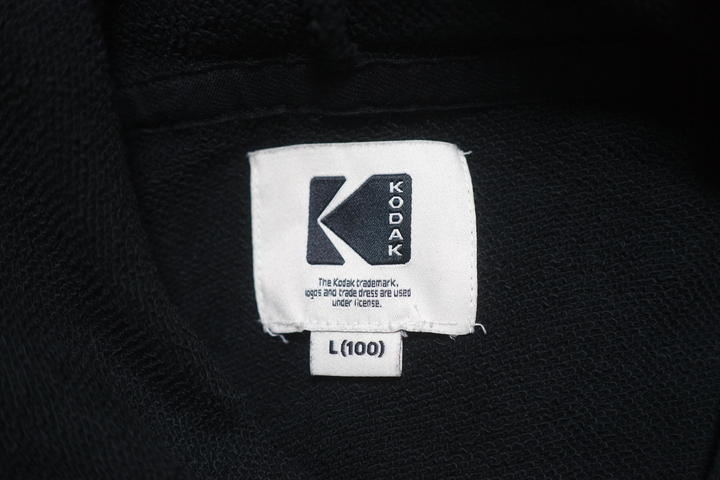 KODAK
The Kodak trademark,
logos and trade dress are used
under license.
L (100)